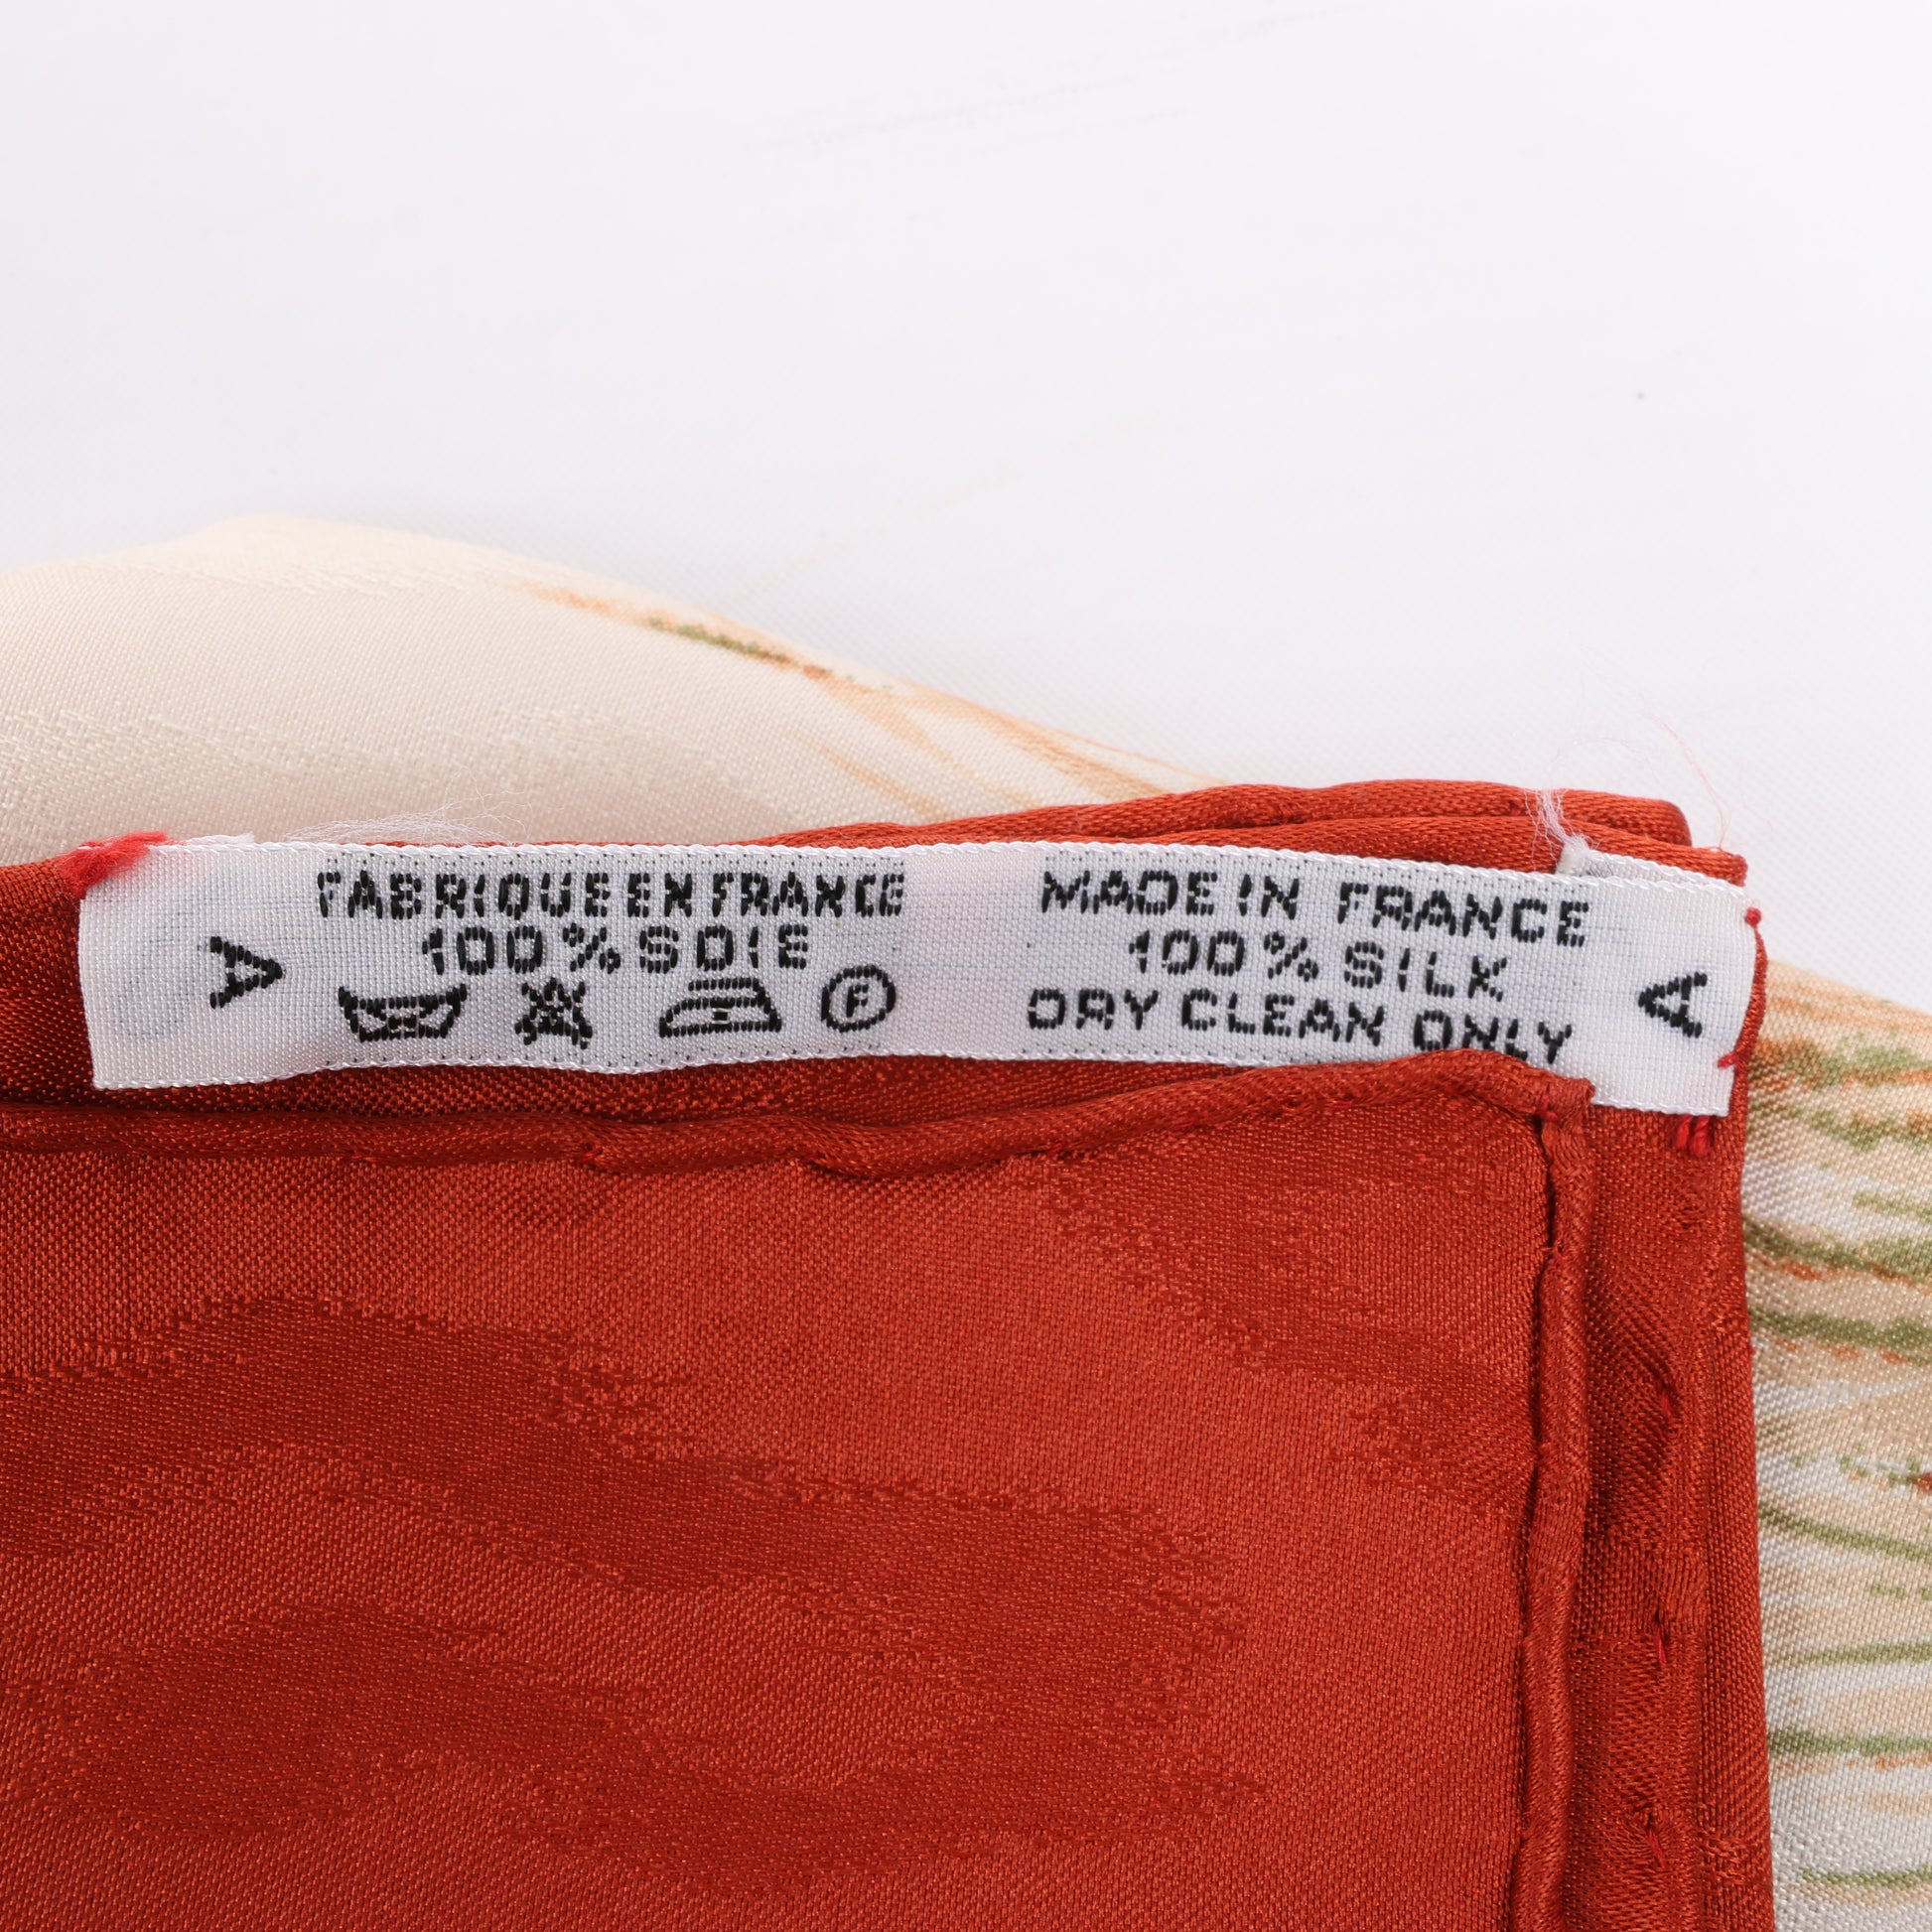 A
FABRIQUE EN FRANCE
100% SOIE
F
MADE IN FRANCE
100% SILK
DRY CLEAN ONLY
A